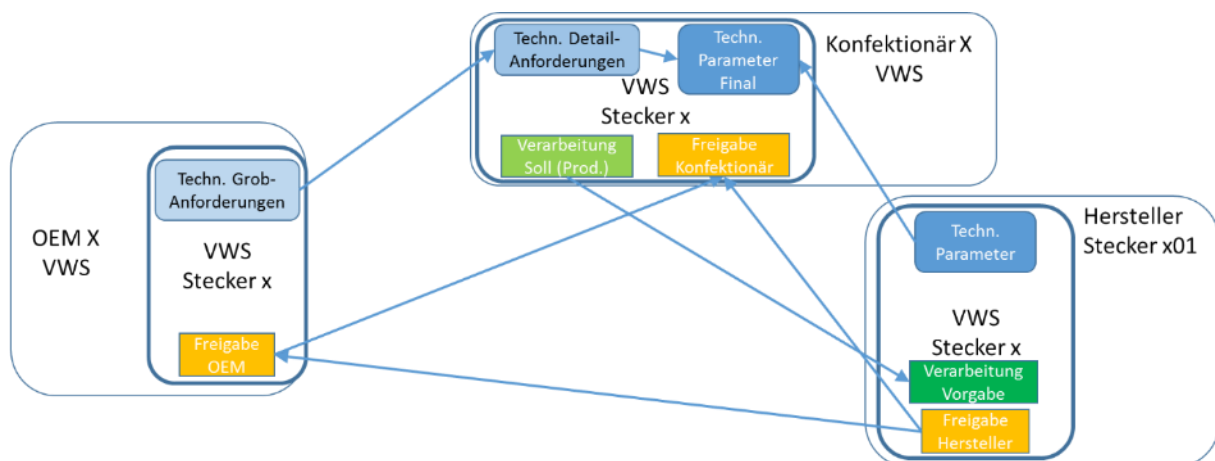 Techn. Detail-
Anforderungen
Techn.
Parameter
Final
Konfektionär X
VWS
VWS
Stecker x
Verarbeitung
Soll (Prod.)
Freigabe
Konfektionär
Techn. Grob-
Anforderungen
OEM X
VWS
VWS
Stecker x
Freigabe
OEM
Hersteller
Stecker x01
Techn.
Parameter
VWS
Stecker x
Verarbeitung
Vorgabe
Freigabe
Hersteller